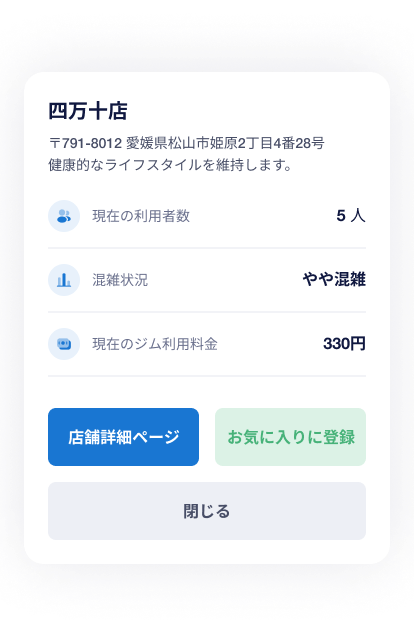 四万十店
〒791-8012 愛媛県松山市姫原2丁目4番28号
健康的なライフスタイルを維持します。
現在の利用者数 5 人
混雑状況 やや混雑
現在のジム利用料金 330円
店舗詳細ページ お気に入りに登録
閉じる